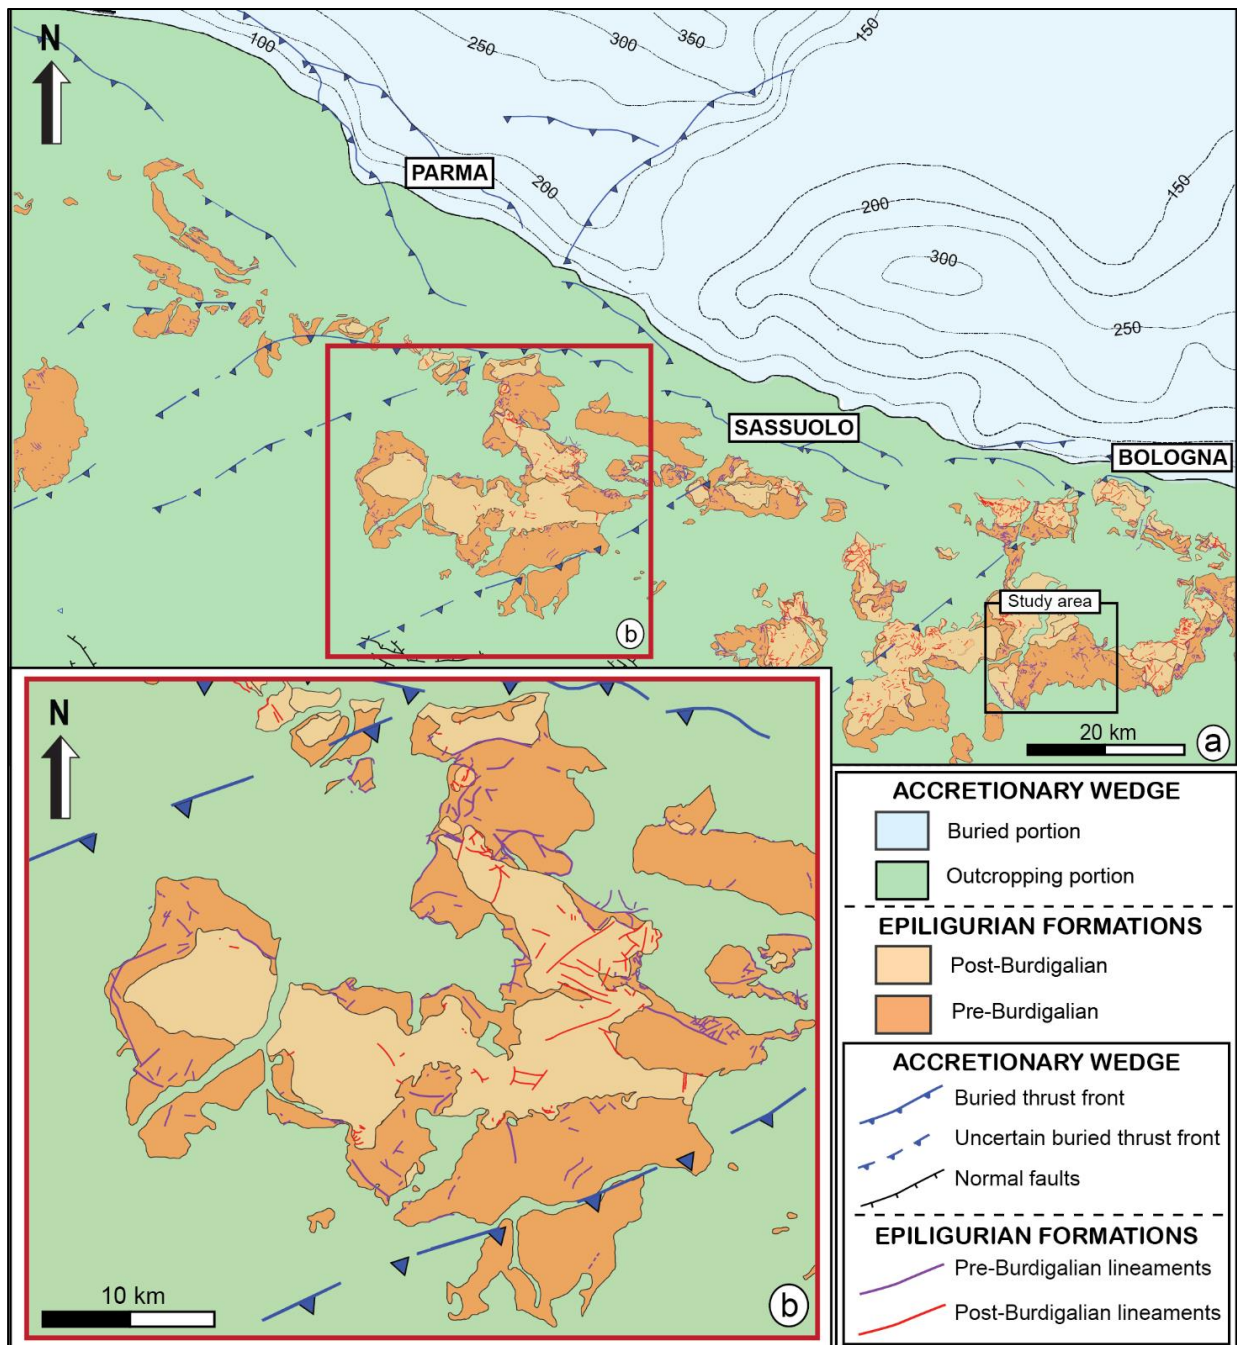 N
100
250
300
350
150
PARMA
200
150
200
300
250
SASSUOLO
BOLOGNA
Study area
b
20 km
a
N
10 km
b
ACCRETIONARY WEDGE
Buried portion
Outcropping portion
EPILIGURIAN FORMATIONS
Post-Burdigalian
Pre-Burdigalian
ACCRETIONARY WEDGE
Buried thrust front
Uncertain buried thrust front
Normal faults
EPILIGURIAN FORMATIONS
Pre-Burdigalian lineaments
Post-Burdigalian lineaments